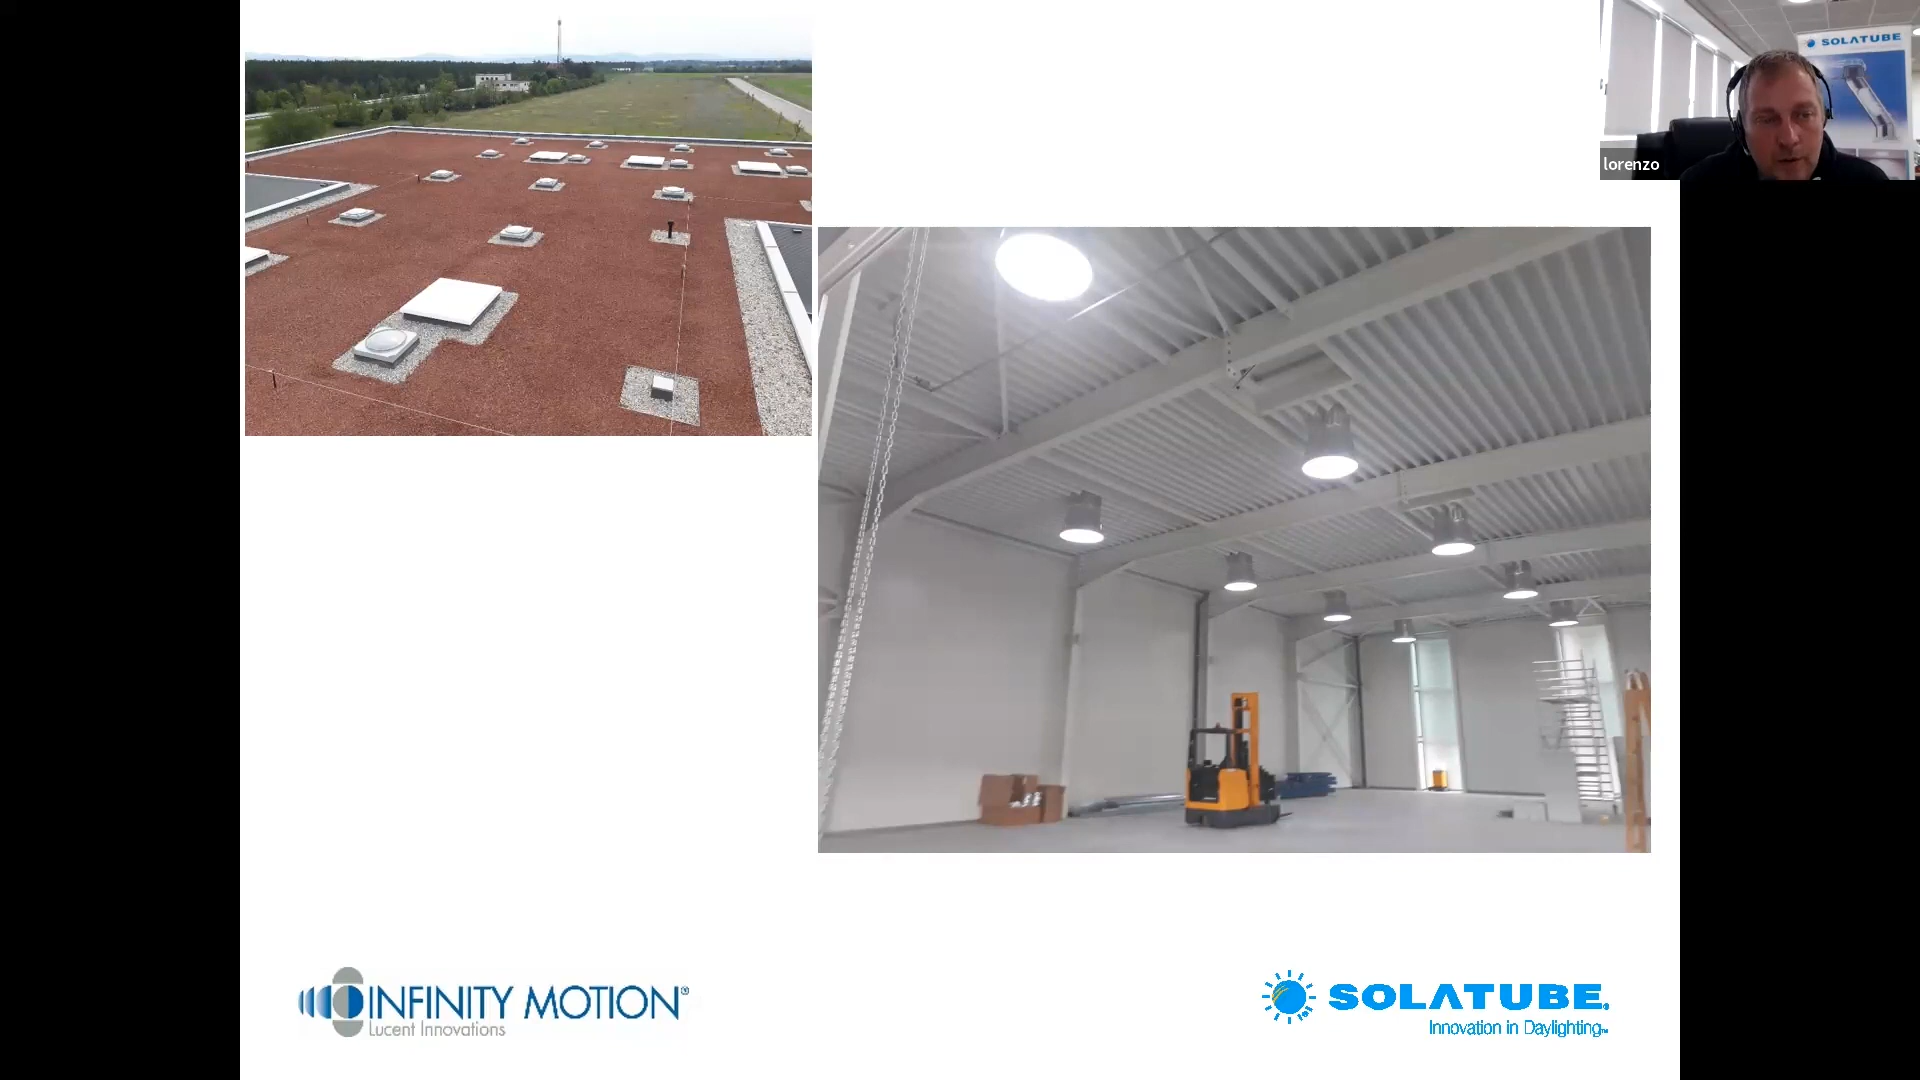 SOLATUBE
lorenzo
INFINITY MOTION®
Lucent Innovations
SOLATUBE®
Innovation in Daylighting™